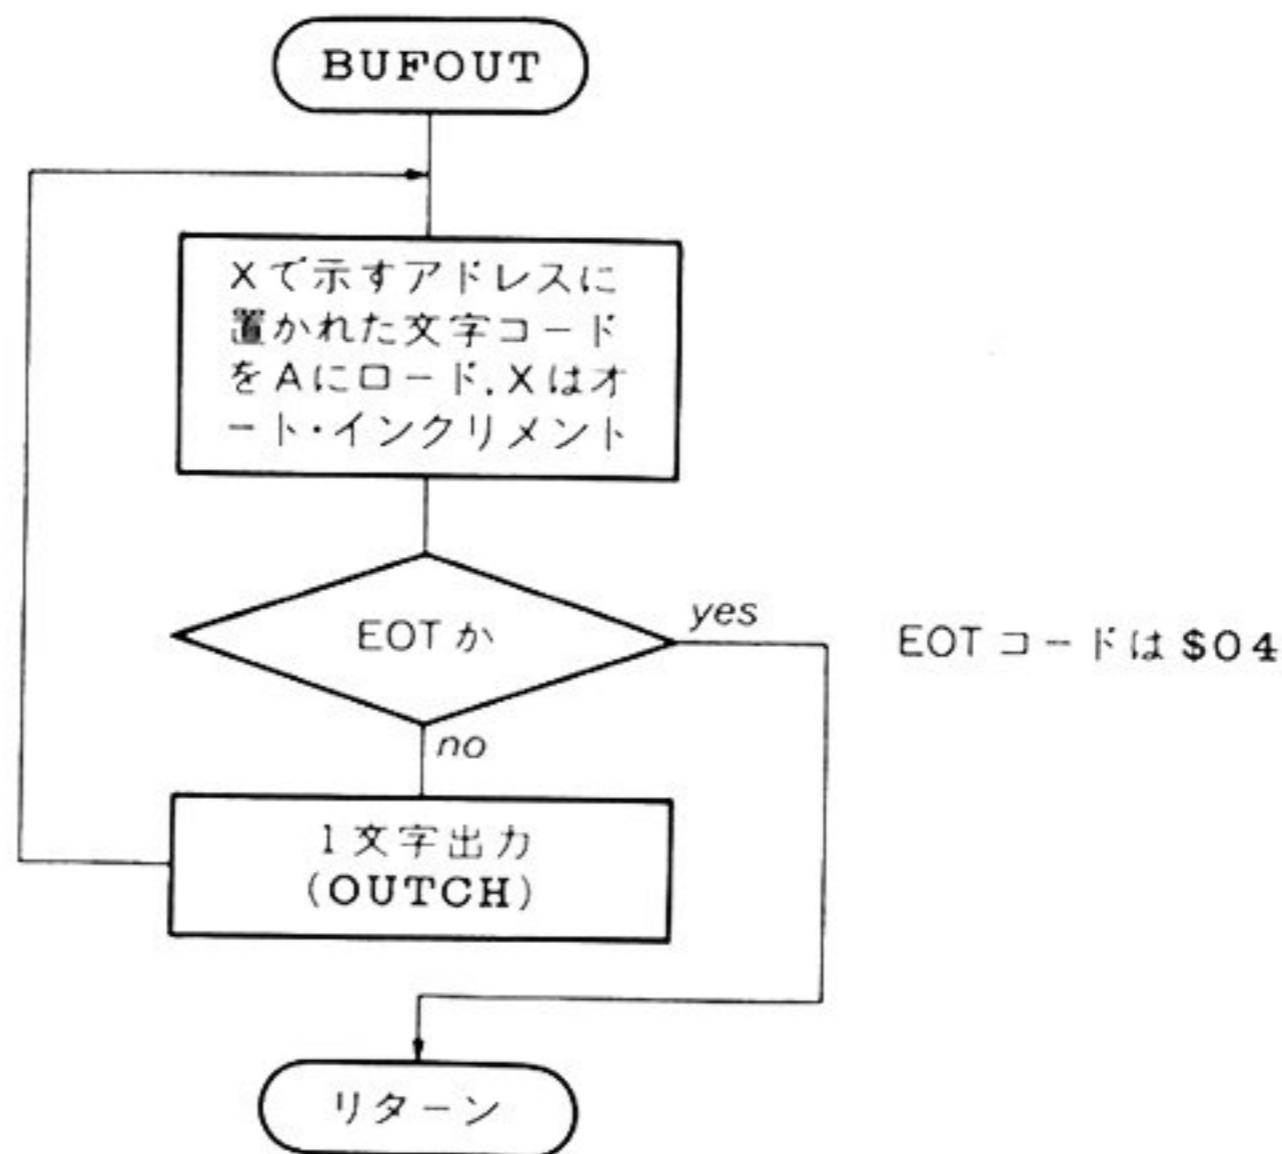 BUFOUT
Xで示すアドレスに
置かれた文字コード
をAにロード.Xはオ
ート・インクリメント
EOTか
yes
EOTコードは$04
no
1文字出力
(OUTCH)
リターン